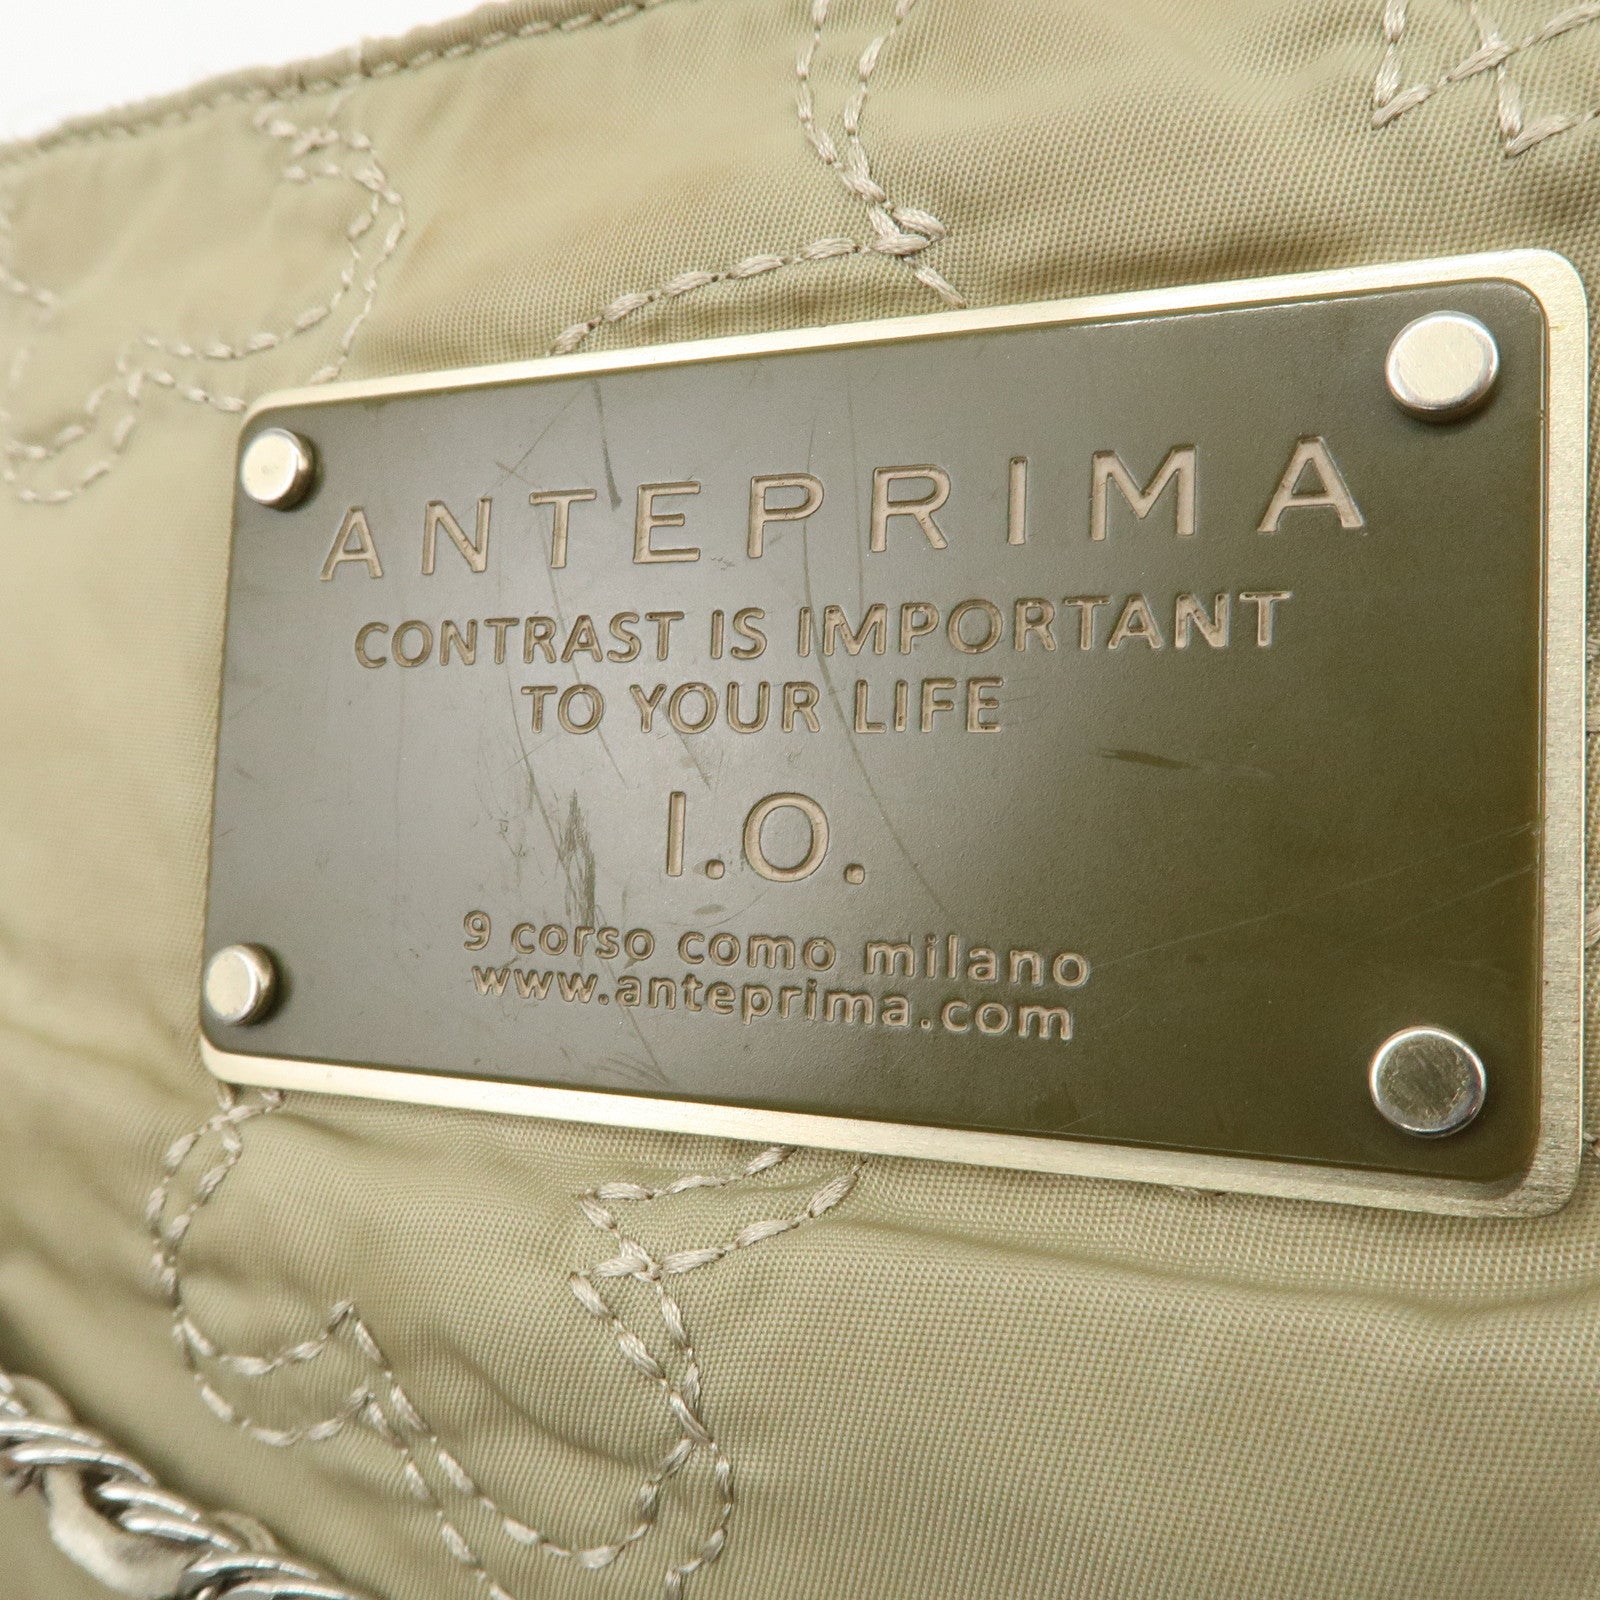 ANTEPRIMA
CONTRAST IS IMPORTANT
TO YOUR LIFE
I.O.
9 corso como milano
www.anteprima.com